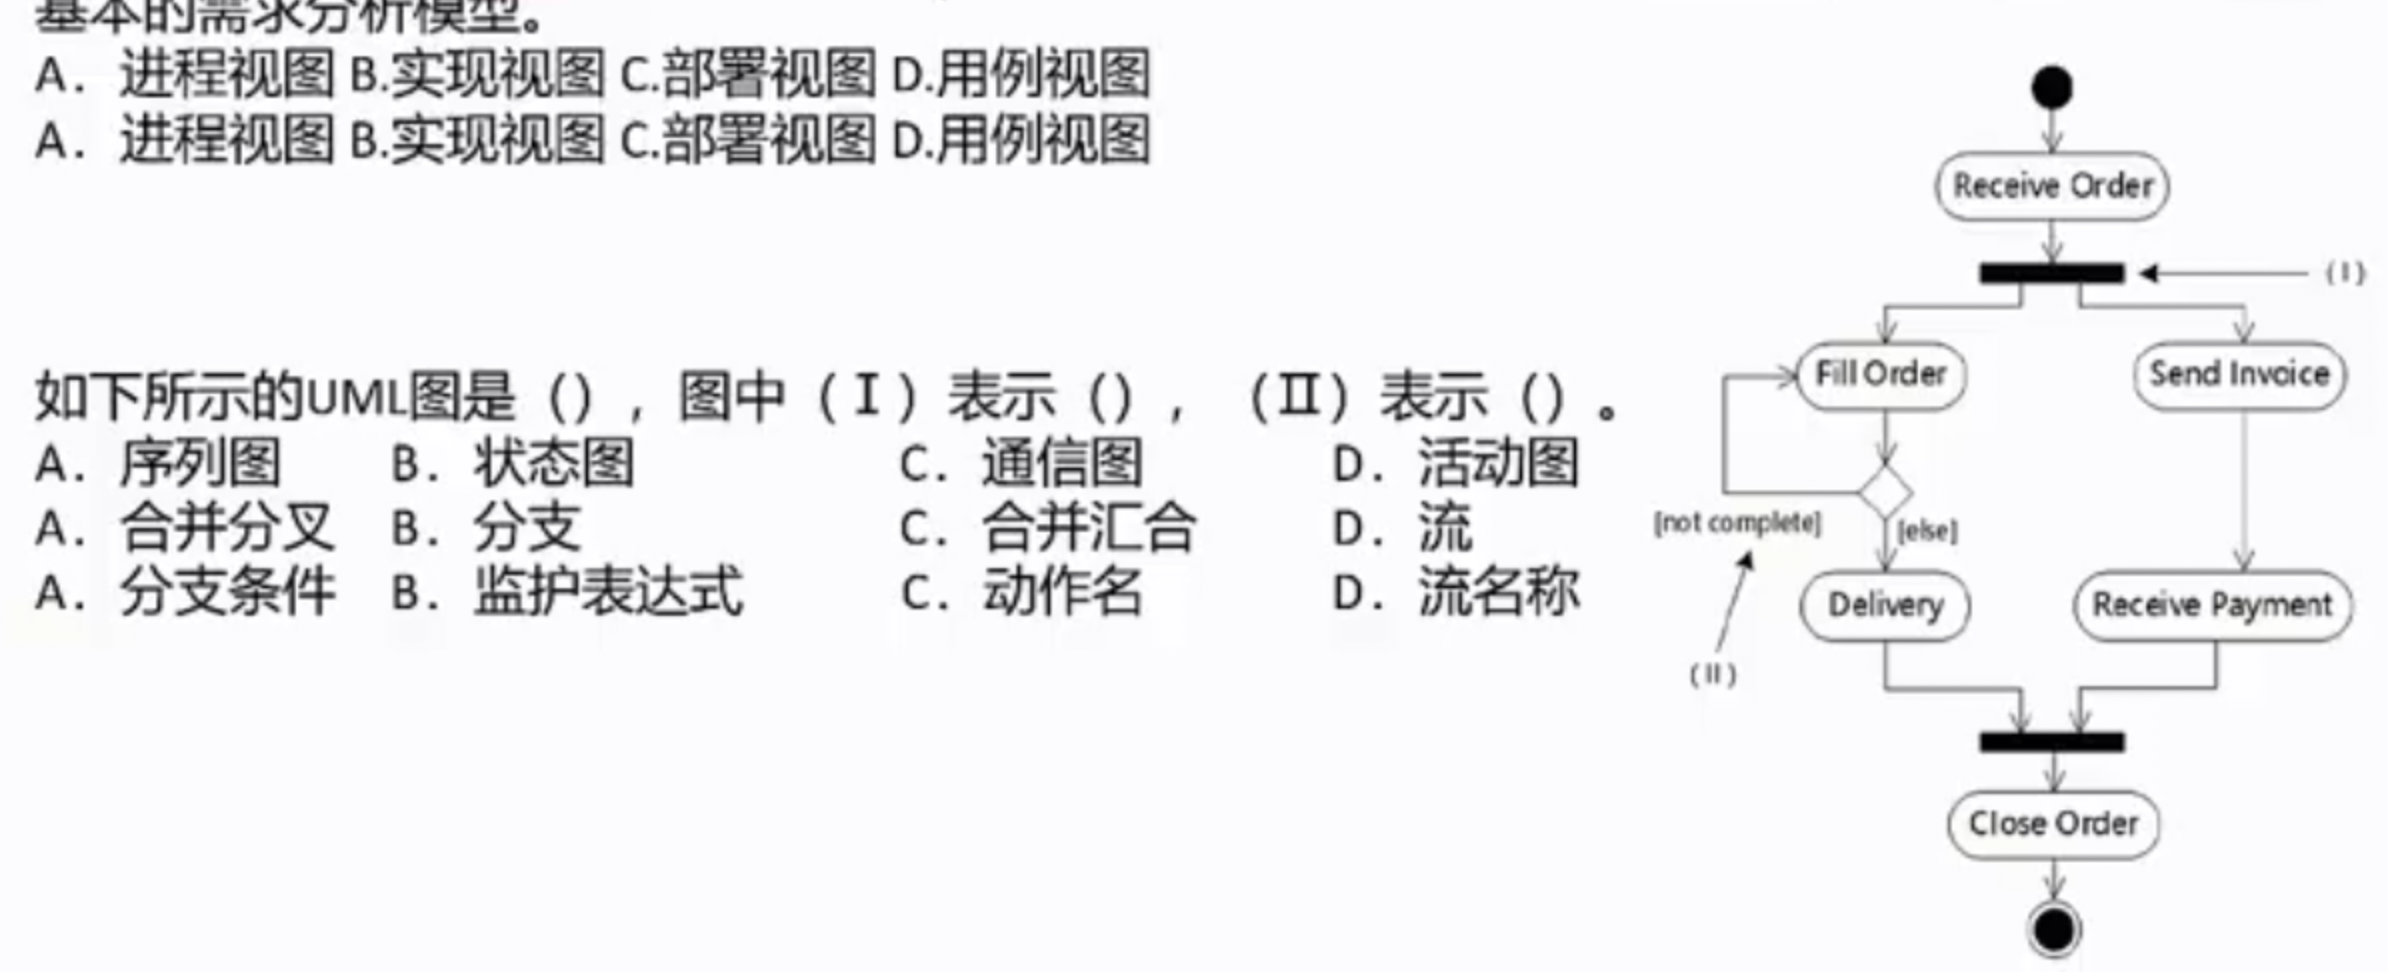 基本的需求分析模型。
A. 进程视图 B.实现视图 C.部署视图 D.用例视图
A. 进程视图 B.实现视图 C.部署视图 D.用例视图
如下所示的UML图是（），图中（Ⅰ）表示（），（Ⅱ）表示（）。
A. 序列图 B. 状态图 C. 通信图 D. 活动图
A. 合并分叉 B. 分支 C. 合并汇合 D. 流
A. 分支条件 B. 监护表达式 C. 动作名 D. 流名称
Receive Order
(I)
Fill Order
Send Invoice
[not complete]
[else]
Delivery
Receive Payment
(II)
Close Order